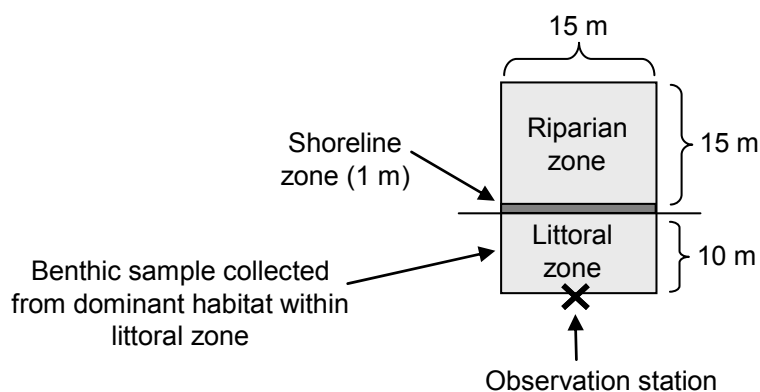 15 m
Riparian
zone
15 m
Shoreline
zone (1 m)
Littoral
zone
10 m
Benthic sample collected
from dominant habitat within
littoral zone
Observation station